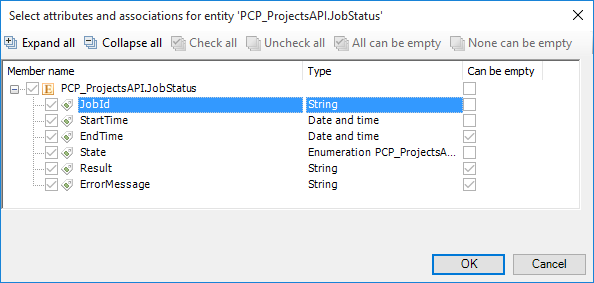 Select attributes and associations for entity 'PCP_ProjectsAPI.JobStatus'
Expand all Collapse all Check all Uncheck all All can be empty None can be empty
Member name Type Can be empty
E PCP_ProjectsAPI.JobStatus
JobId String
StartTime Date and time
EndTime Date and time
State Enumeration PCP_ProjectsA...
Result String
ErrorMessage String
OK Cancel